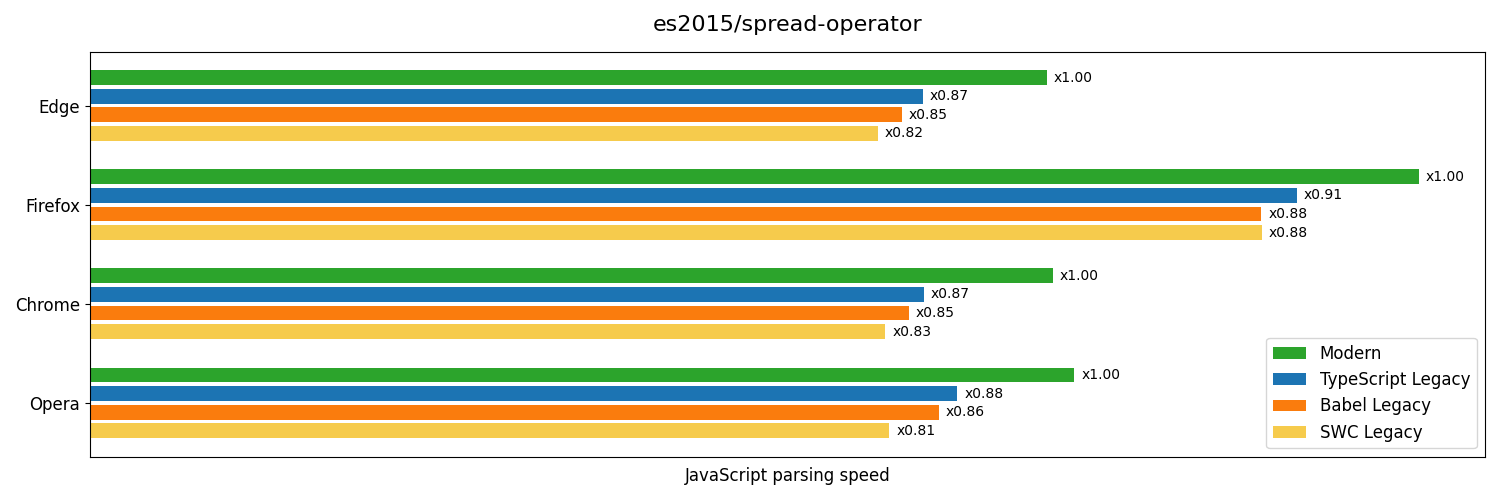 es2015/spread-operator
Edge
x1.00
x0.87
x0.85
x0.82
Firefox
x1.00
x0.91
x0.88
x0.88
Chrome
x1.00
x0.87
x0.85
x0.83
Opera
x1.00
x0.88
x0.86
x0.81
Modern
TypeScript Legacy
Babel Legacy
SWC Legacy
JavaScript parsing speed